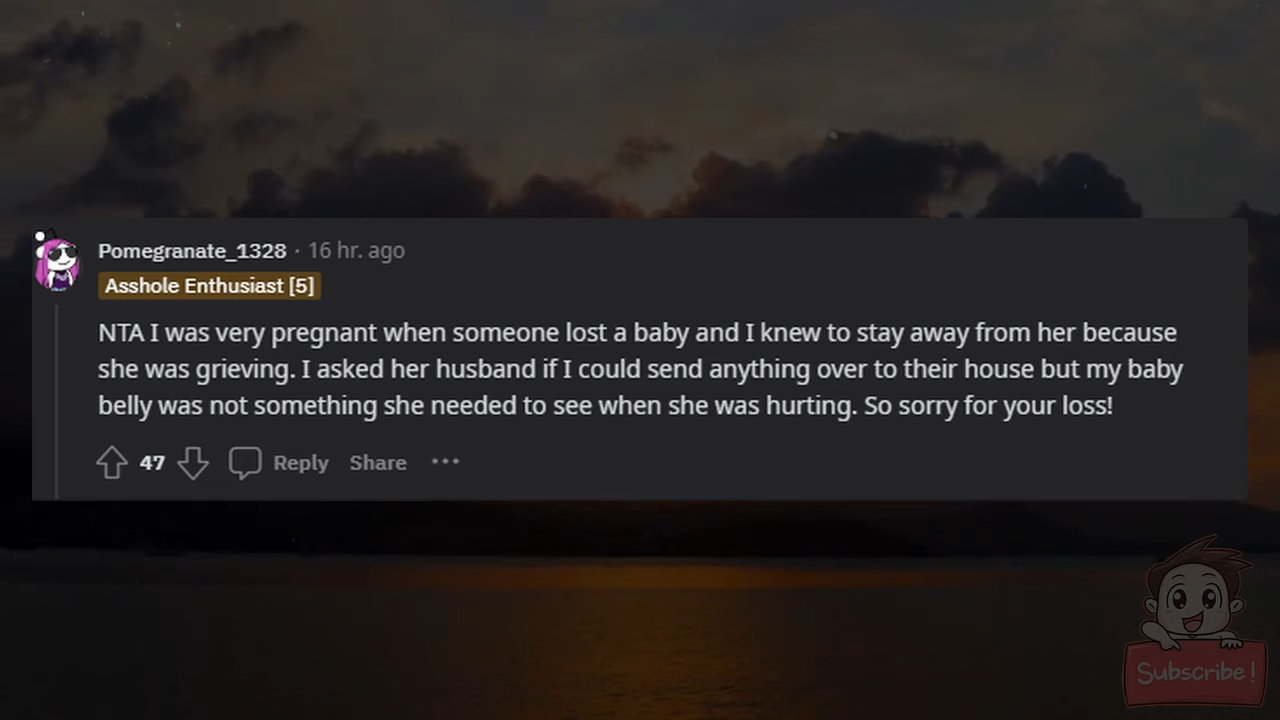 Pomegranate_1328 · 16 hr. ago
Asshole Enthusiast [5]
NTA I was very pregnant when someone lost a baby and I knew to stay away from her because
she was grieving. I asked her husband if I could send anything over to their house but my baby
belly was not something she needed to see when she was hurting. So sorry for your loss!
47 Reply Share ···
Subscribe!